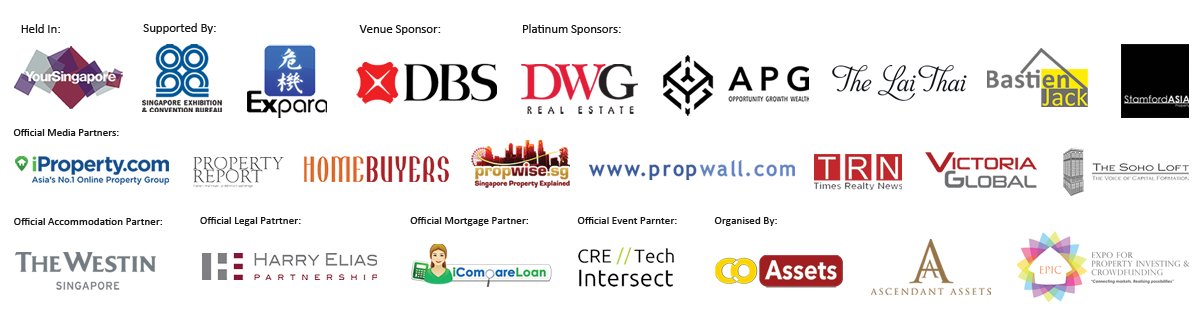 Held In:
Supported By:
Venue Sponsor:
Platinum Sponsors:
YourSingapore
SINGAPORE EXHIBITION
& CONVENTION BUREAU
危
機
Expara
DBS
DWG
REAL ESTATE
APG
OPPORTUNITY GROWTH WEALTH
The Lai Thai
Bastien
Jack
StamfordASIA
Property
Official Media Partners:
iProperty.com
Asia's No.1 Online Property Group
PROPERTY
REPORT
HOMEBUYERS
propwise.sg
Singapore Property Explained
www.propwall.com
TRN
Times Realty News
VICTORIA
GLOBAL
THE SOHO LOFT
THE VOICE OF CAPITAL FORMATION
Official Accommodation Partner:
Official Legal Patrtner:
Official Mortgage Partner:
Official Event Parnter:
Organised By:
THE WESTIN
SINGAPORE
HARRY ELIAS
PARTNERSHIP
iCompareLoan
CRE // Tech
Intersect
CO Assets
ASCENDANT ASSETS
EPIC
EXPO FOR
PROPERTY INVESTING &
CROWDFUNDING
"Connecting markets, Realising possibilities"